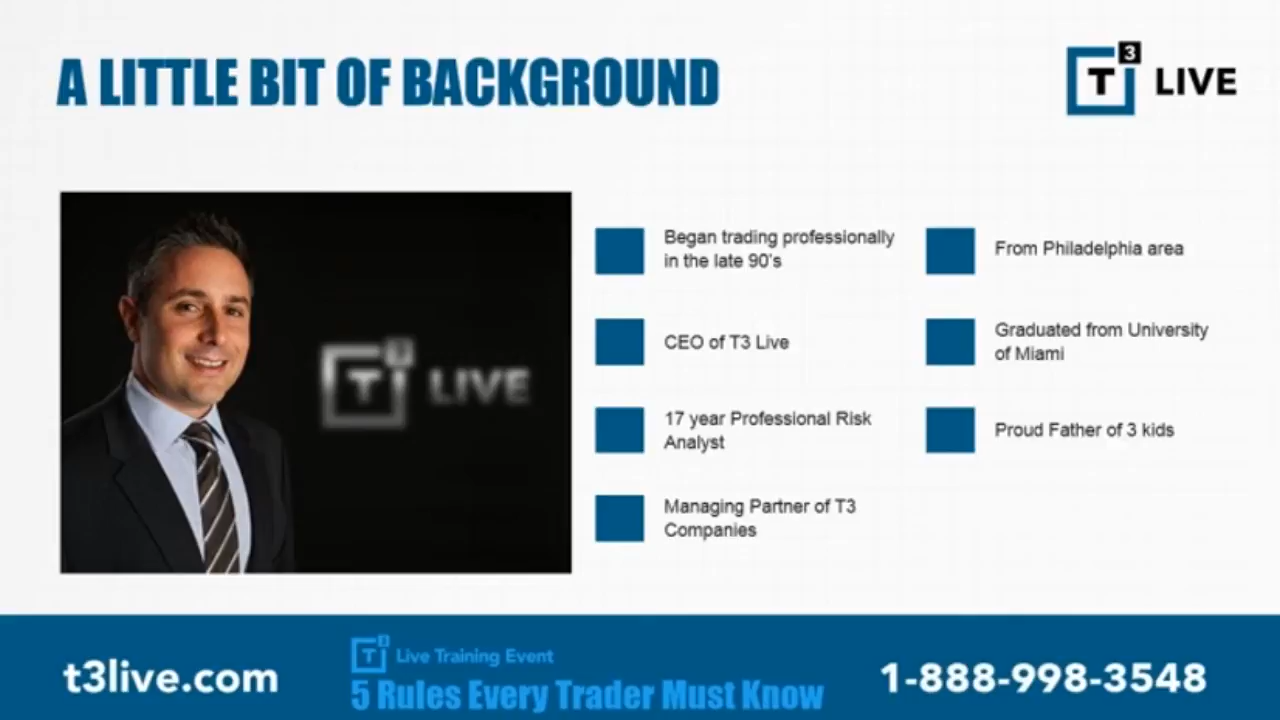 A LITTLE BIT OF BACKGROUND
T3 LIVE
T3 LIVE
Began trading professionally
in the late 90's
CEO of T3 Live
17 year Professional Risk
Analyst
Managing Partner of T3
Companies
From Philadelphia area
Graduated from University
of Miami
Proud Father of 3 kids
t3live.com
T3 Live Training Event
5 Rules Every Trader Must Know
1-888-998-3548